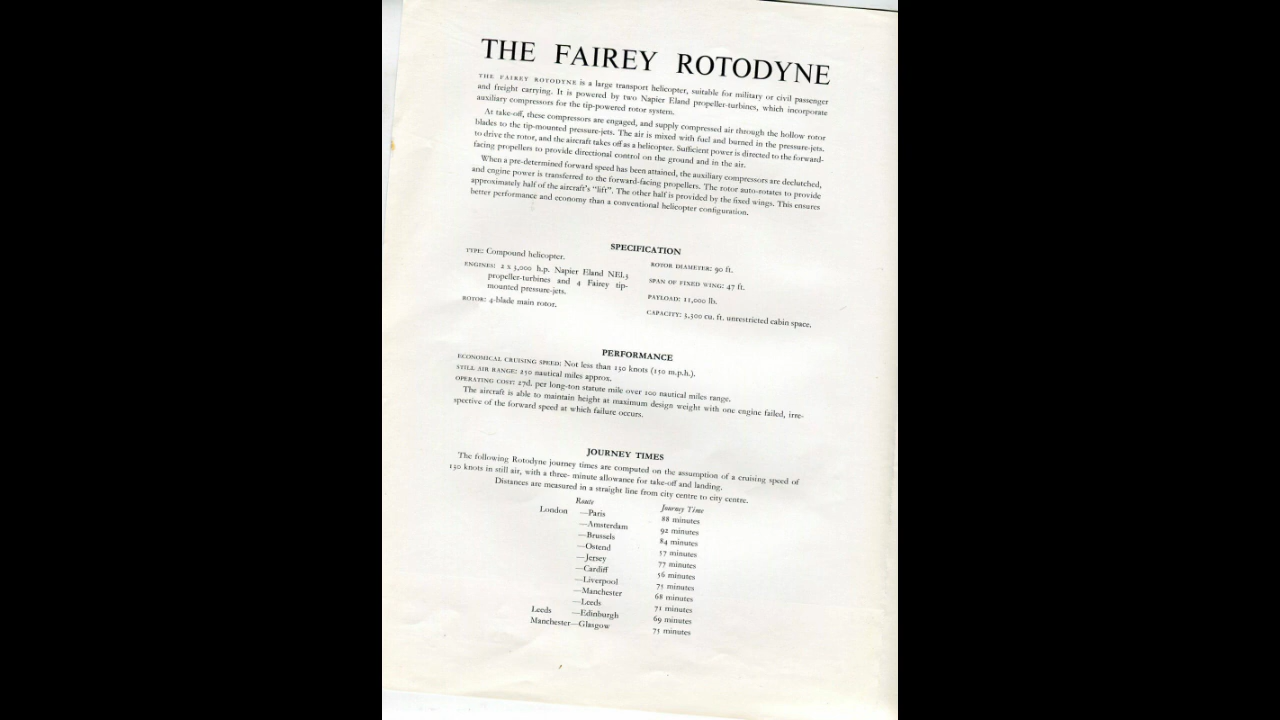 THE FAIREY ROTODYNE
THE FAIREY ROTODYNE is a large transport helicopter, suitable for military or civil passenger
and freight carrying. It is powered by two Napier Eland propeller-turbines, which incorporate
auxiliary compressors for the tip-powered rotor system.
At take-off, these compressors are engaged, and supply compressed air through the hollow rotor
blades to the tip-mounted pressure-jets. The air is mixed with fuel and burned in the pressure-jets.
to drive the rotor, and the aircraft takes off as a helicopter. Sufficient power is directed to the forward-
facing propellers to provide directional control on the ground and in the air.
When a pre-determined forward speed has been attained, the auxiliary compressors are declutched,
and engine power is transferred to the forward-facing propellers. The rotor auto-rotates to provide
approximately half of the aircraft's "lift". The other half is provided by the fixed wings. This ensures
better performance and economy than a conventional helicopter configuration.
SPECIFICATION
TYPE: Compound helicopter.
ENGINES: 2 x 3,000 h.p. Napier Eland NEl.3
propeller-turbines and 4 Fairey tip-
mounted pressure-jets.
ROTOR: 4-blade main rotor.
ROTOR DIAMETER: 90 ft.
SPAN OF FIXED WING: 47 ft.
PAYLOAD: 11,000 lb.
CAPACITY: 3,300 cu. ft. unrestricted cabin space.
PERFORMANCE
ECONOMICAL CRUISING SPEED: Not less than 130 knots (150 m.p.h.).
STILL AIR RANGE: 250 nautical miles approx.
OPERATING COST: 27d. per long-ton statute mile over 100 nautical miles range.
The aircraft is able to maintain height at maximum design weight with one engine failed, irre-
spective of the forward speed at which failure occurs.
JOURNEY TIMES
The following Rotodyne journey times are computed on the assumption of a cruising speed of
130 knots in still air, with a three- minute allowance for take-off and landing.
Distances are measured in a straight line from city centre to city centre.
Route Journey Time
London —Paris 88 minutes
—Amsterdam 92 minutes
—Brussels 84 minutes
—Ostend 57 minutes
—Jersey 77 minutes
—Cardiff 56 minutes
—Liverpool 75 minutes
—Manchester 68 minutes
—Leeds 71 minutes
Leeds —Edinburgh 69 minutes
Manchester—Glasgow 75 minutes